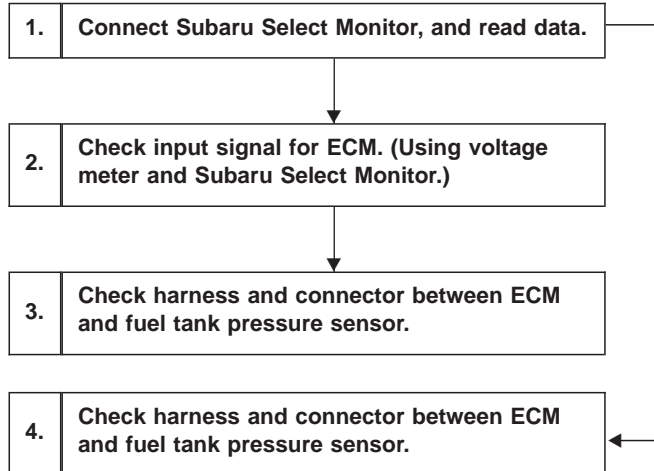 1. Connect Subaru Select Monitor, and read data.
2. Check input signal for ECM. (Using voltage
meter and Subaru Select Monitor.)
3. Check harness and connector between ECM
and fuel tank pressure sensor.
4. Check harness and connector between ECM
and fuel tank pressure sensor.